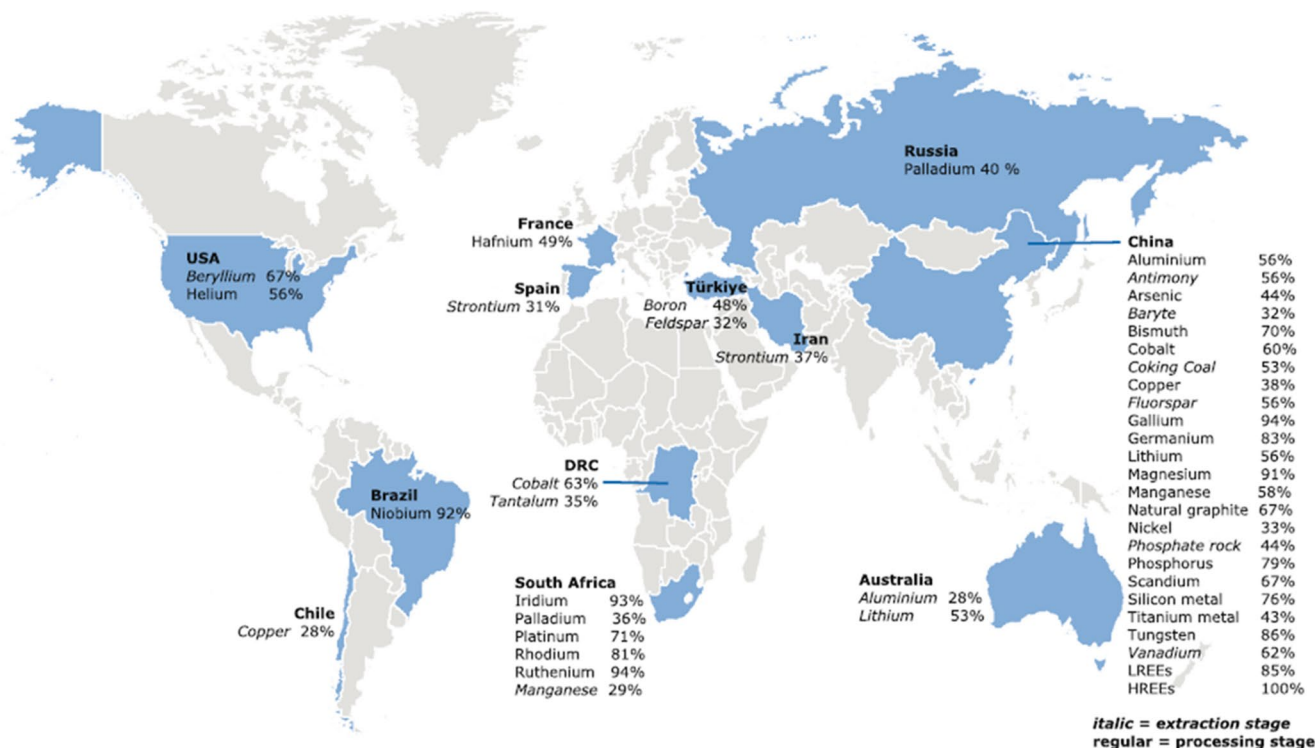 Russia
Palladium 40 %
France
Hafnium 49%
USA
Beryllium 67%
Helium 56%
Spain
Strontium 31%
Türkiye
Boron 48%
Feldspar 32%
Iran
Strontium 37%
China
Aluminium 56%
Antimony 56%
Arsenic 44%
Baryte 32%
Bismuth 70%
Cobalt 60%
Coking Coal 53%
Copper 38%
Fluorspar 56%
Gallium 94%
Germanium 83%
Lithium 56%
Magnesium 91%
Manganese 58%
Natural graphite 67%
Nickel 33%
Phosphate rock 44%
Phosphorus 79%
Scandium 67%
Silicon metal 76%
Titanium metal 43%
Tungsten 86%
Vanadium 62%
LREEs 85%
HREEs 100%
DRC
Cobalt 63%
Tantalum 35%
Brazil
Niobium 92%
Chile
Copper 28%
South Africa
Iridium 93%
Palladium 36%
Platinum 71%
Rhodium 81%
Ruthenium 94%
Manganese 29%
Australia
Aluminium 28%
Lithium 53%
italic = extraction stage
regular = processing stage